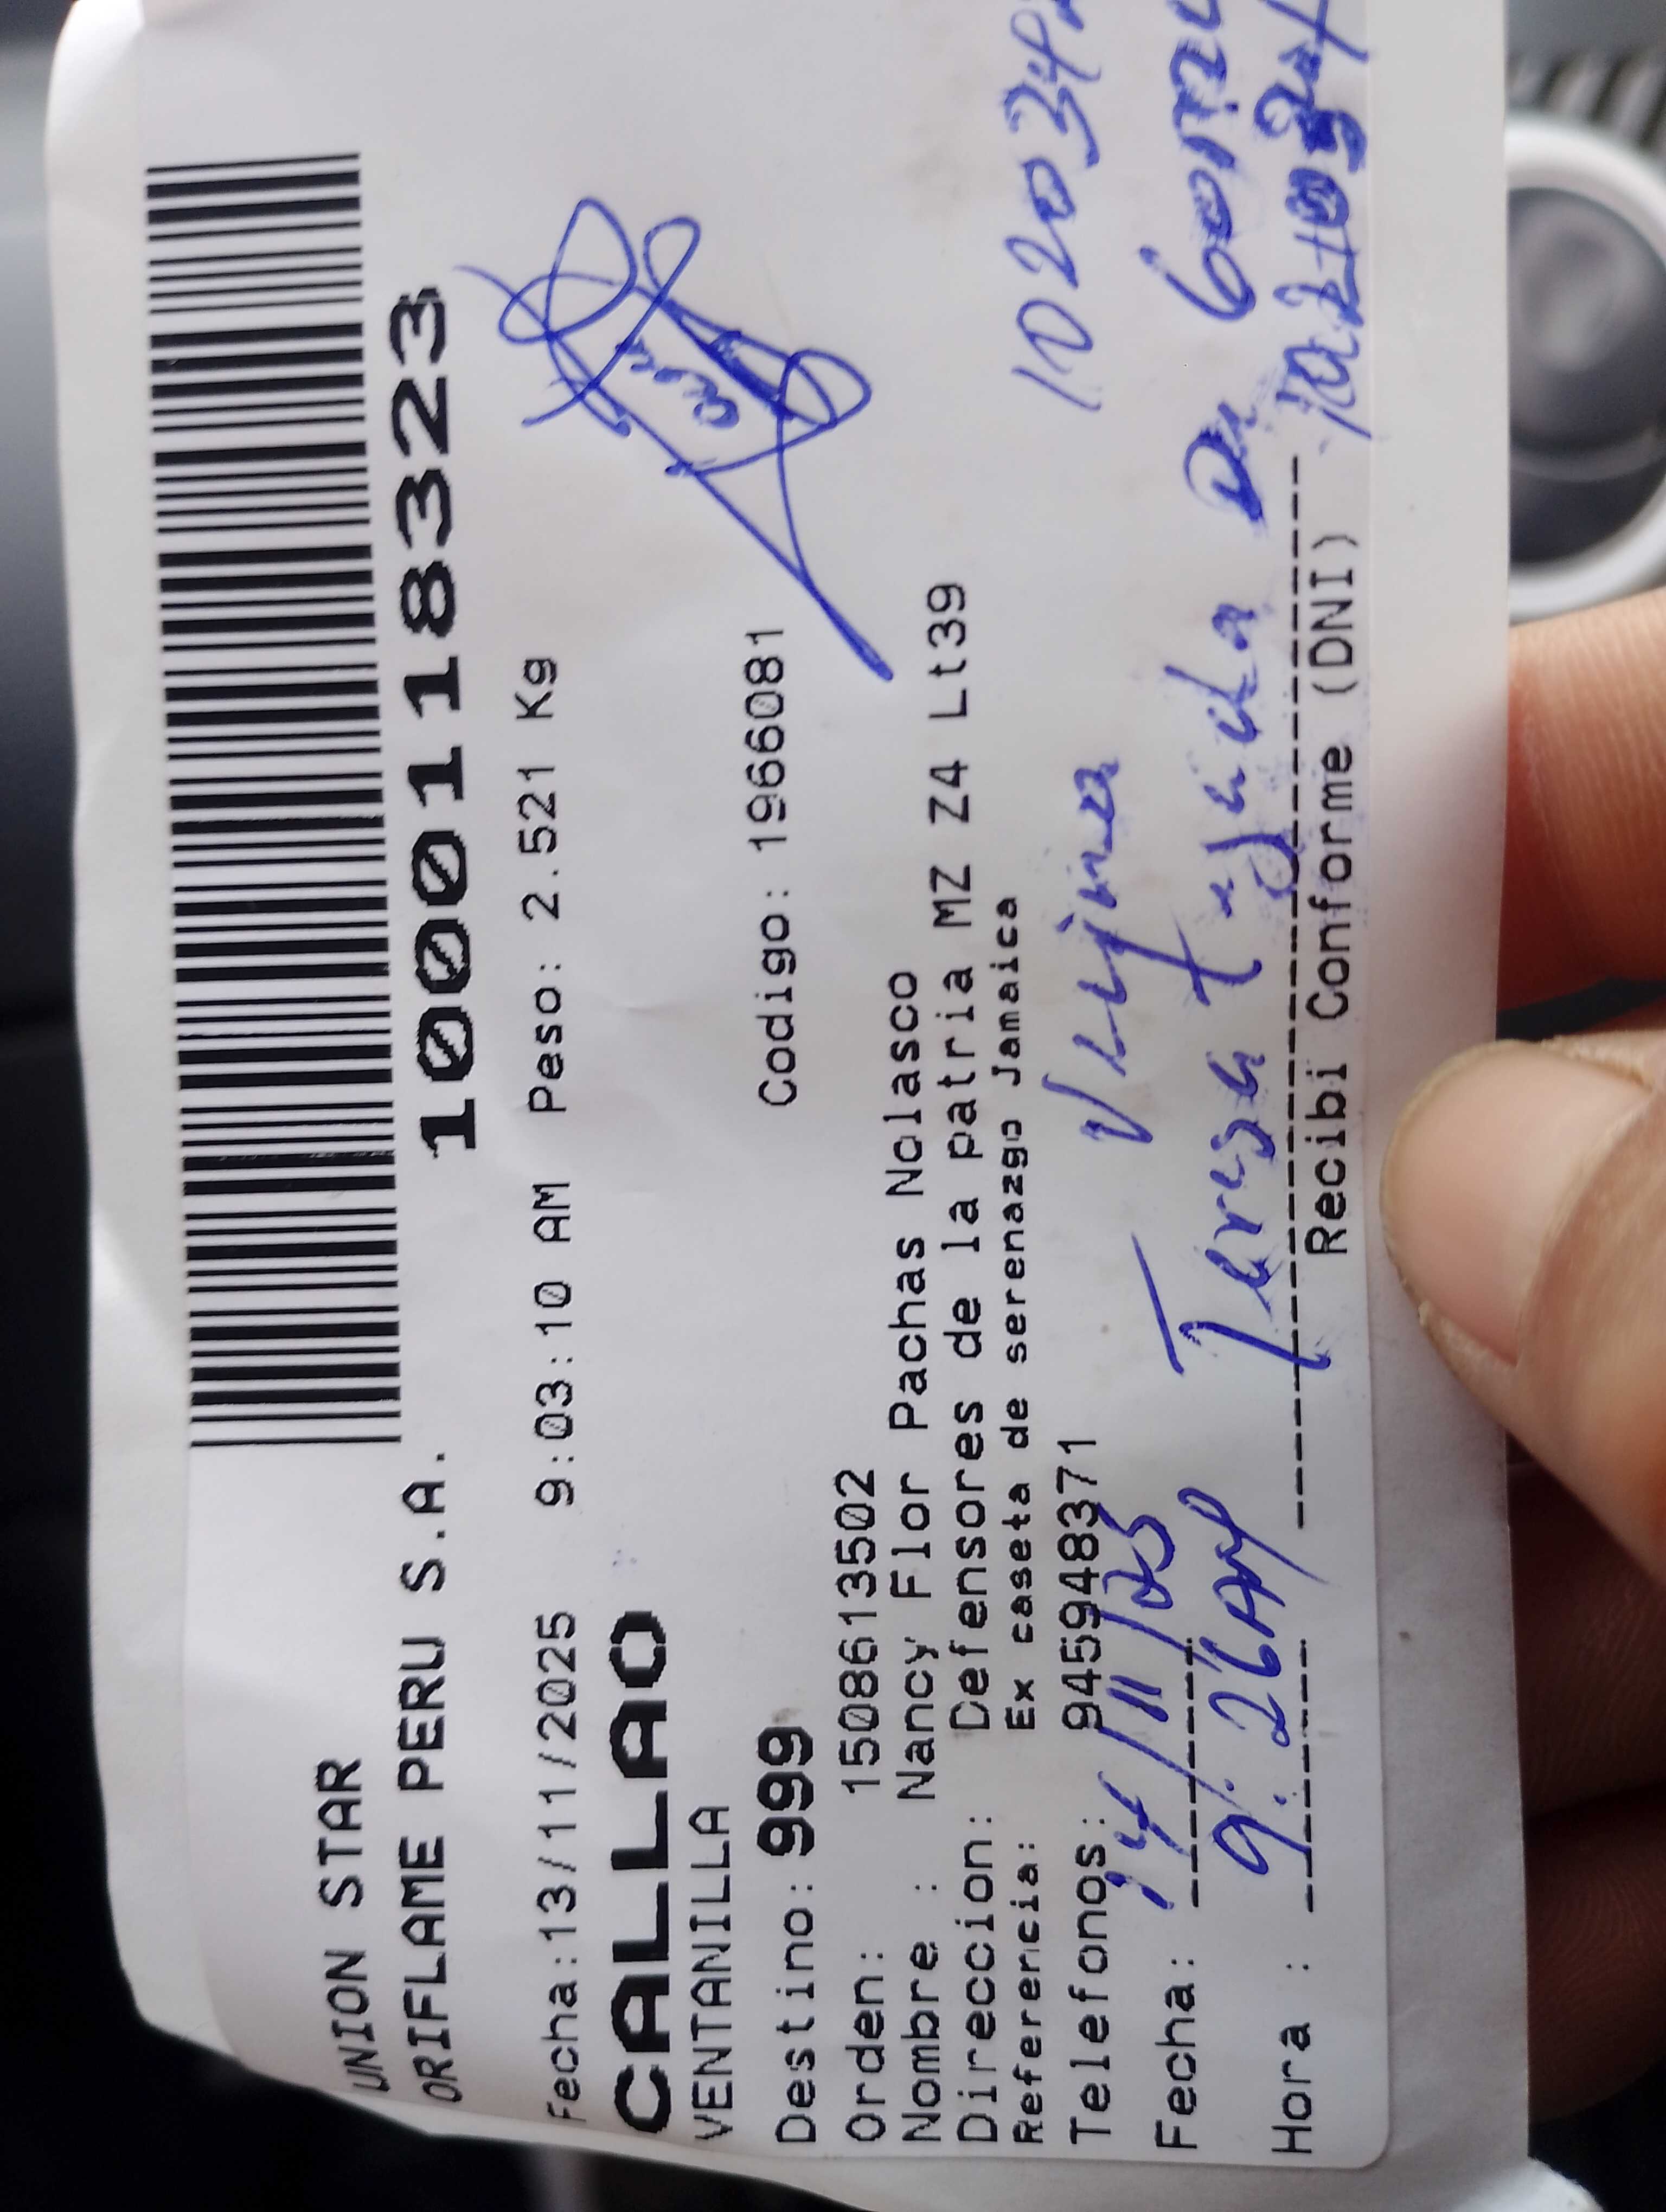 UNION STAR
ORIFLAME PERU S.A.
1000118323
Fecha:13/11/2025 9:03:10 AM Peso: 2.521 Kg
CALLAO
VENTANILLA
Destino: 999 Codigo: 1966081
Orden: 1508613502
Nombre : Nancy Flor Pachas Nolasco
Direccion: Defensores de la patria MZ Z4 Lt39
Referencia: Ex caseta de serenazgo Jamaica
Telefonos: 945948371
Fecha: 14/11/25
Hora : 9:26AM
Teresa
Recibi Conforme (DNI)